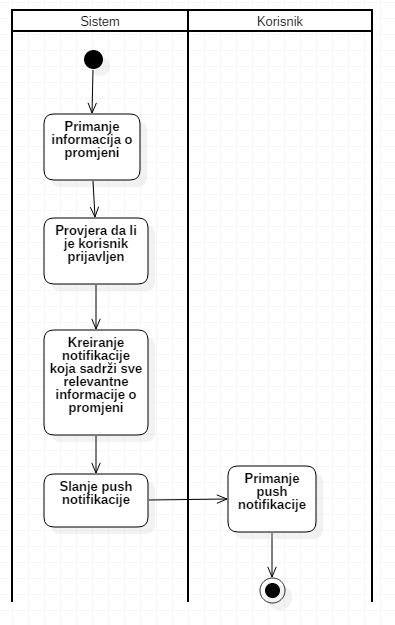 Sistem
Korisnik
Primanje
informacija o
promjeni
Provjera da li
je korisnik
prijavljen
Kreiranje
notifikacije
koja sadrži sve
relevantne
informacije o
promjeni
Slanje push
notifikacije
Primanje
push
notifikacije